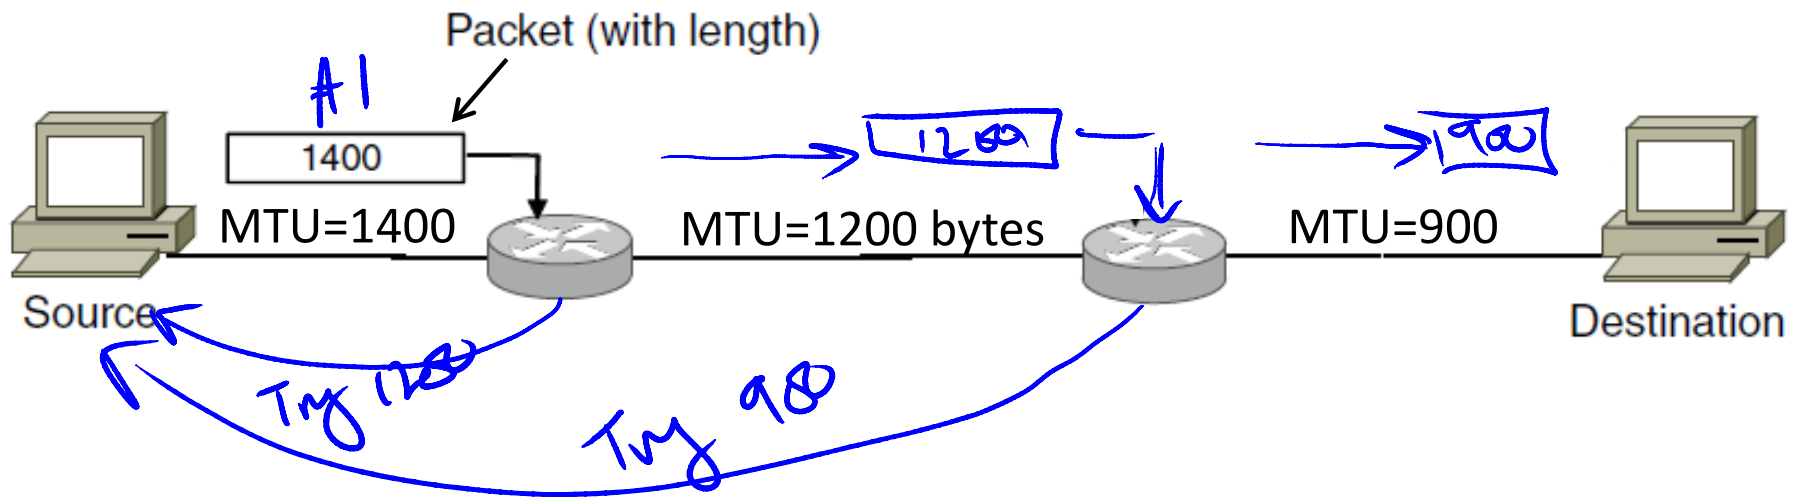 Packet (with length)
#1
1400
1200
900
MTU=1400
MTU=1200 bytes
MTU=900
Source
Destination
Try 1200
Try 900